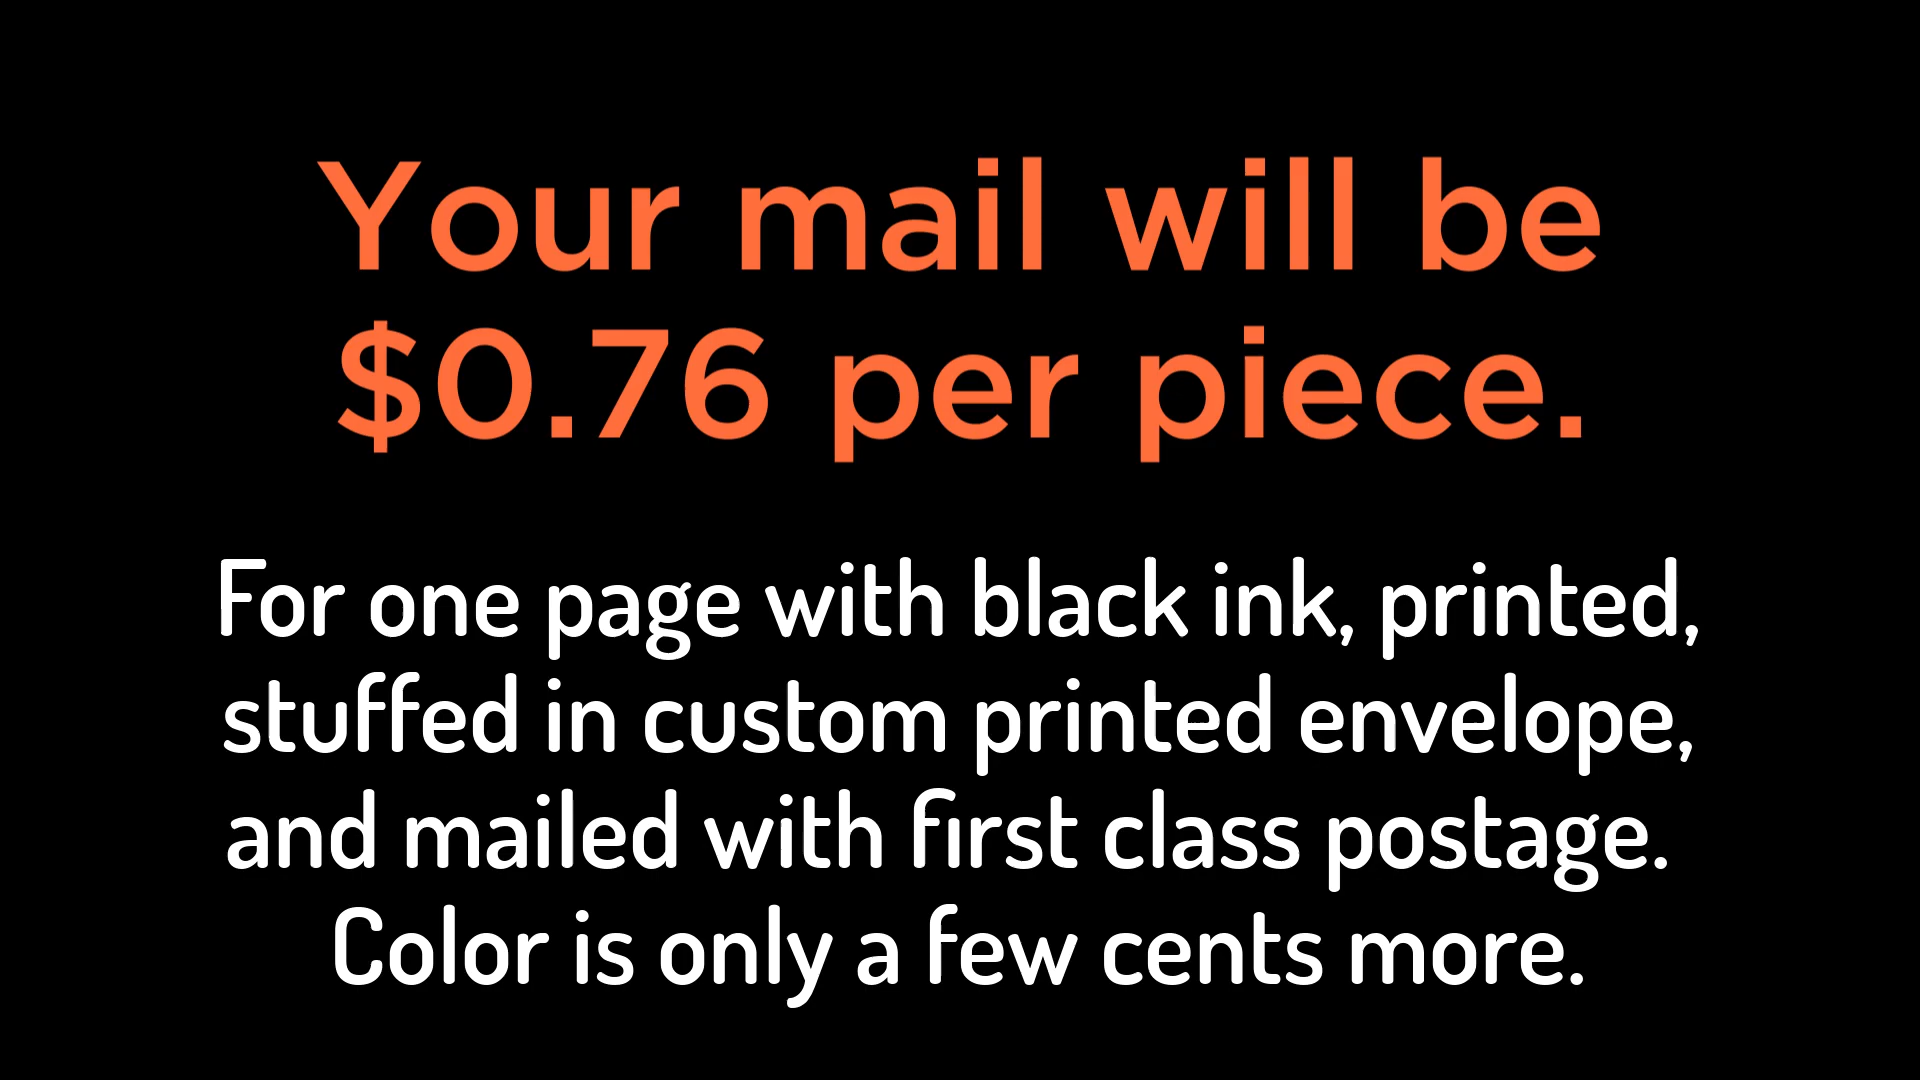 Your mail will be
$0.76 per piece.
For one page with black ink, printed,
stuffed in custom printed envelope,
and mailed with first class postage.
Color is only a few cents more.